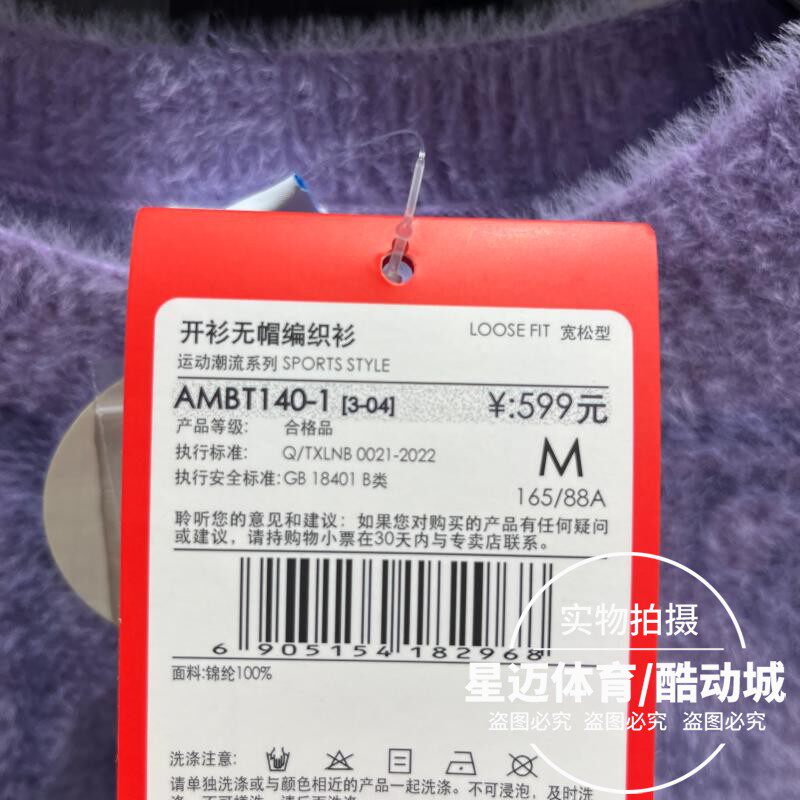 开衫无帽编织衫
LOOSE FIT 宽松型
运动潮流系列 SPORTS STYLE
AMBT140-1 [3-04]
¥:599元
产品等级: 合格品
执行标准: Q/TXLNB 0021-2022
M
执行安全标准:GB 18401 B类
165/88A
聆听您的意见和建议:如果您对购买的产品有任何疑问
或建议,请持购物小票在30天内与专卖店联系。
6 905154 182968
面料:锦纶100%
实物拍摄
星迈体育/酷动城
盗图必究 盗图必究 盗图必究
洗涤注意:
请单独洗涤或与颜色相近的产品一起洗涤。不可浸泡,及时洗